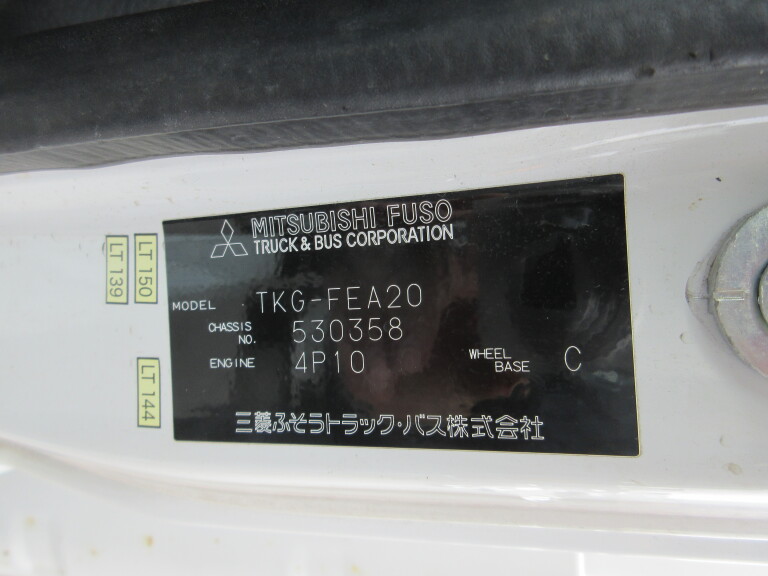 MITSUBISHI FUSO
TRUCK & BUS CORPORATION
LT 139
LT 150
MODEL TKG-FEA20
CHASSIS NO. 530358
ENGINE 4P10 WHEEL BASE C
LT 144
三菱ふそうトラック・バス株式会社